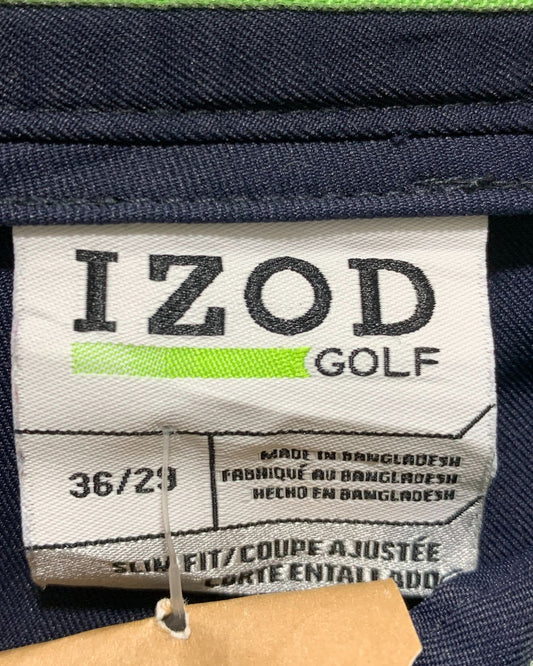 IZOD
GOLF
36/29
MADE IN BANGLADESH
FABRIQUÉ AU BANGLADESH
HECHO EN BANGLADESH
SLIM FIT/COUPE AJUSTÉE
CORTE ENTALLADO